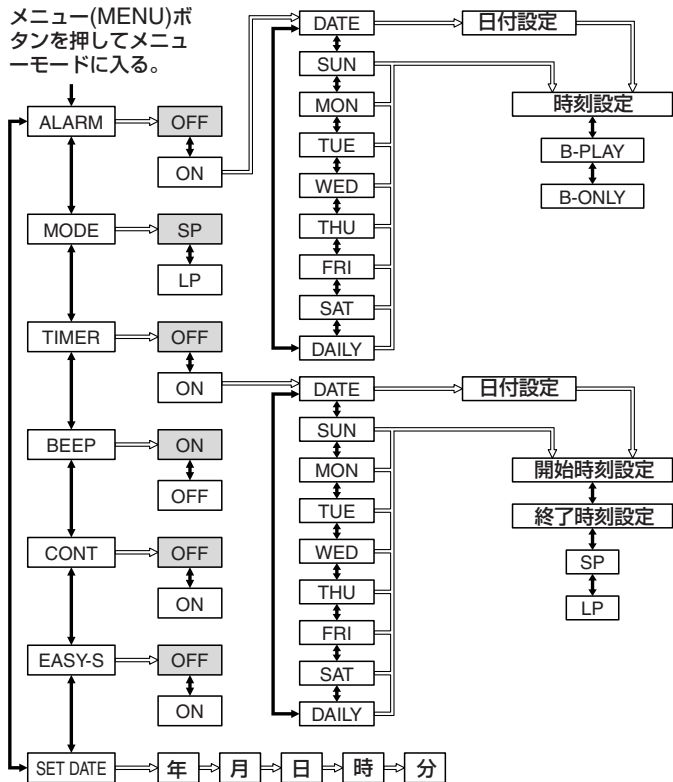 メニュー(MENU)ボ
タンを押してメニュ
ーモードに入る。
ALARM
OFF
ON
MODE
SP
LP
TIMER
OFF
ON
BEEP
ON
OFF
CONT
OFF
ON
EASY-S
OFF
ON
SET DATE
年
月
日
時
分
DATE
日付設定
SUN
MON
TUE
WED
THU
FRI
SAT
DAILY
時刻設定
B-PLAY
B-ONLY
DATE
日付設定
SUN
MON
TUE
WED
THU
FRI
SAT
DAILY
開始時刻設定
終了時刻設定
SP
LP